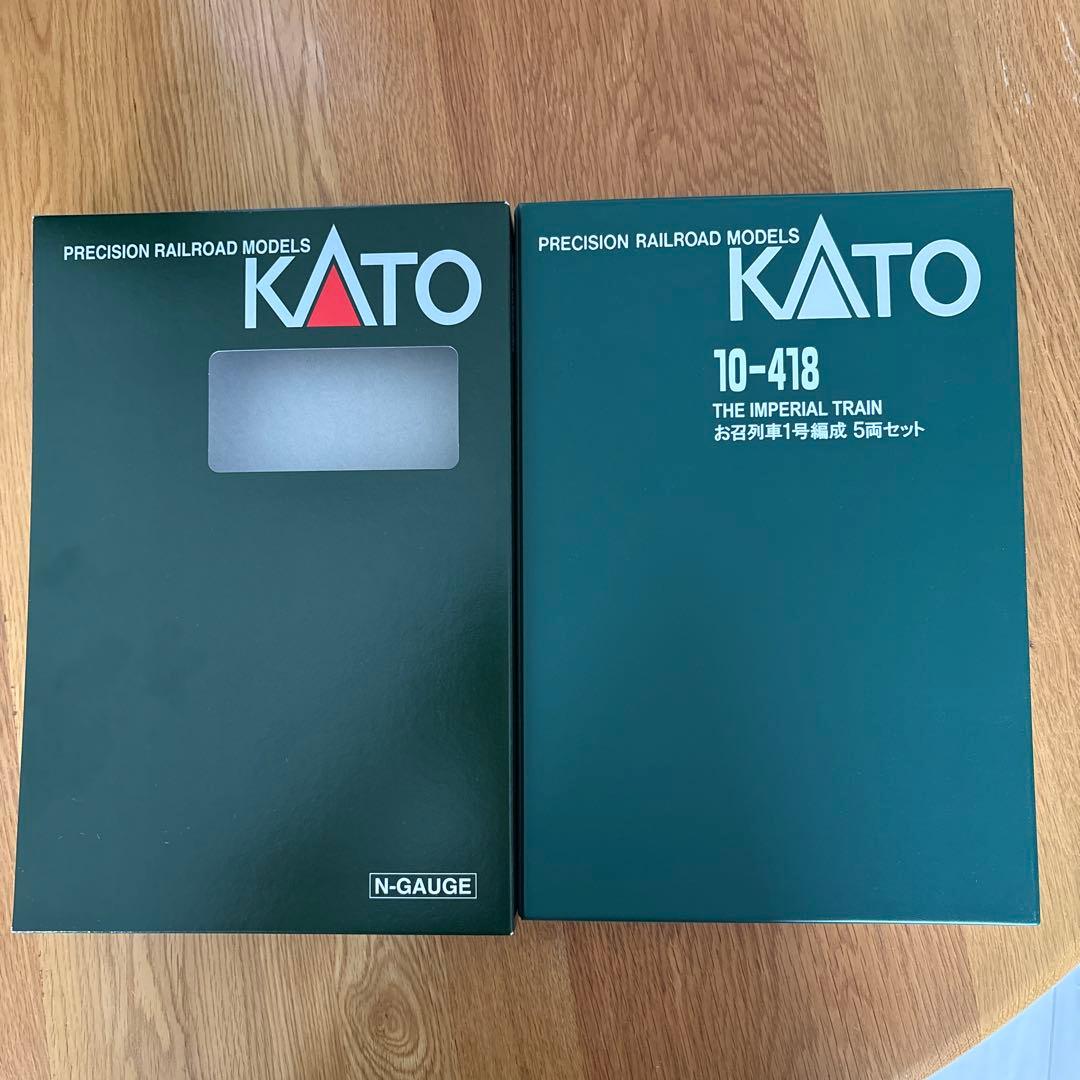 PRECISION RAILROAD MODELS
KATO
N-GAUGE
PRECISION RAILROAD MODELS
KATO
10-418
THE IMPERIAL TRAIN
お召列車1号編成 5両セット